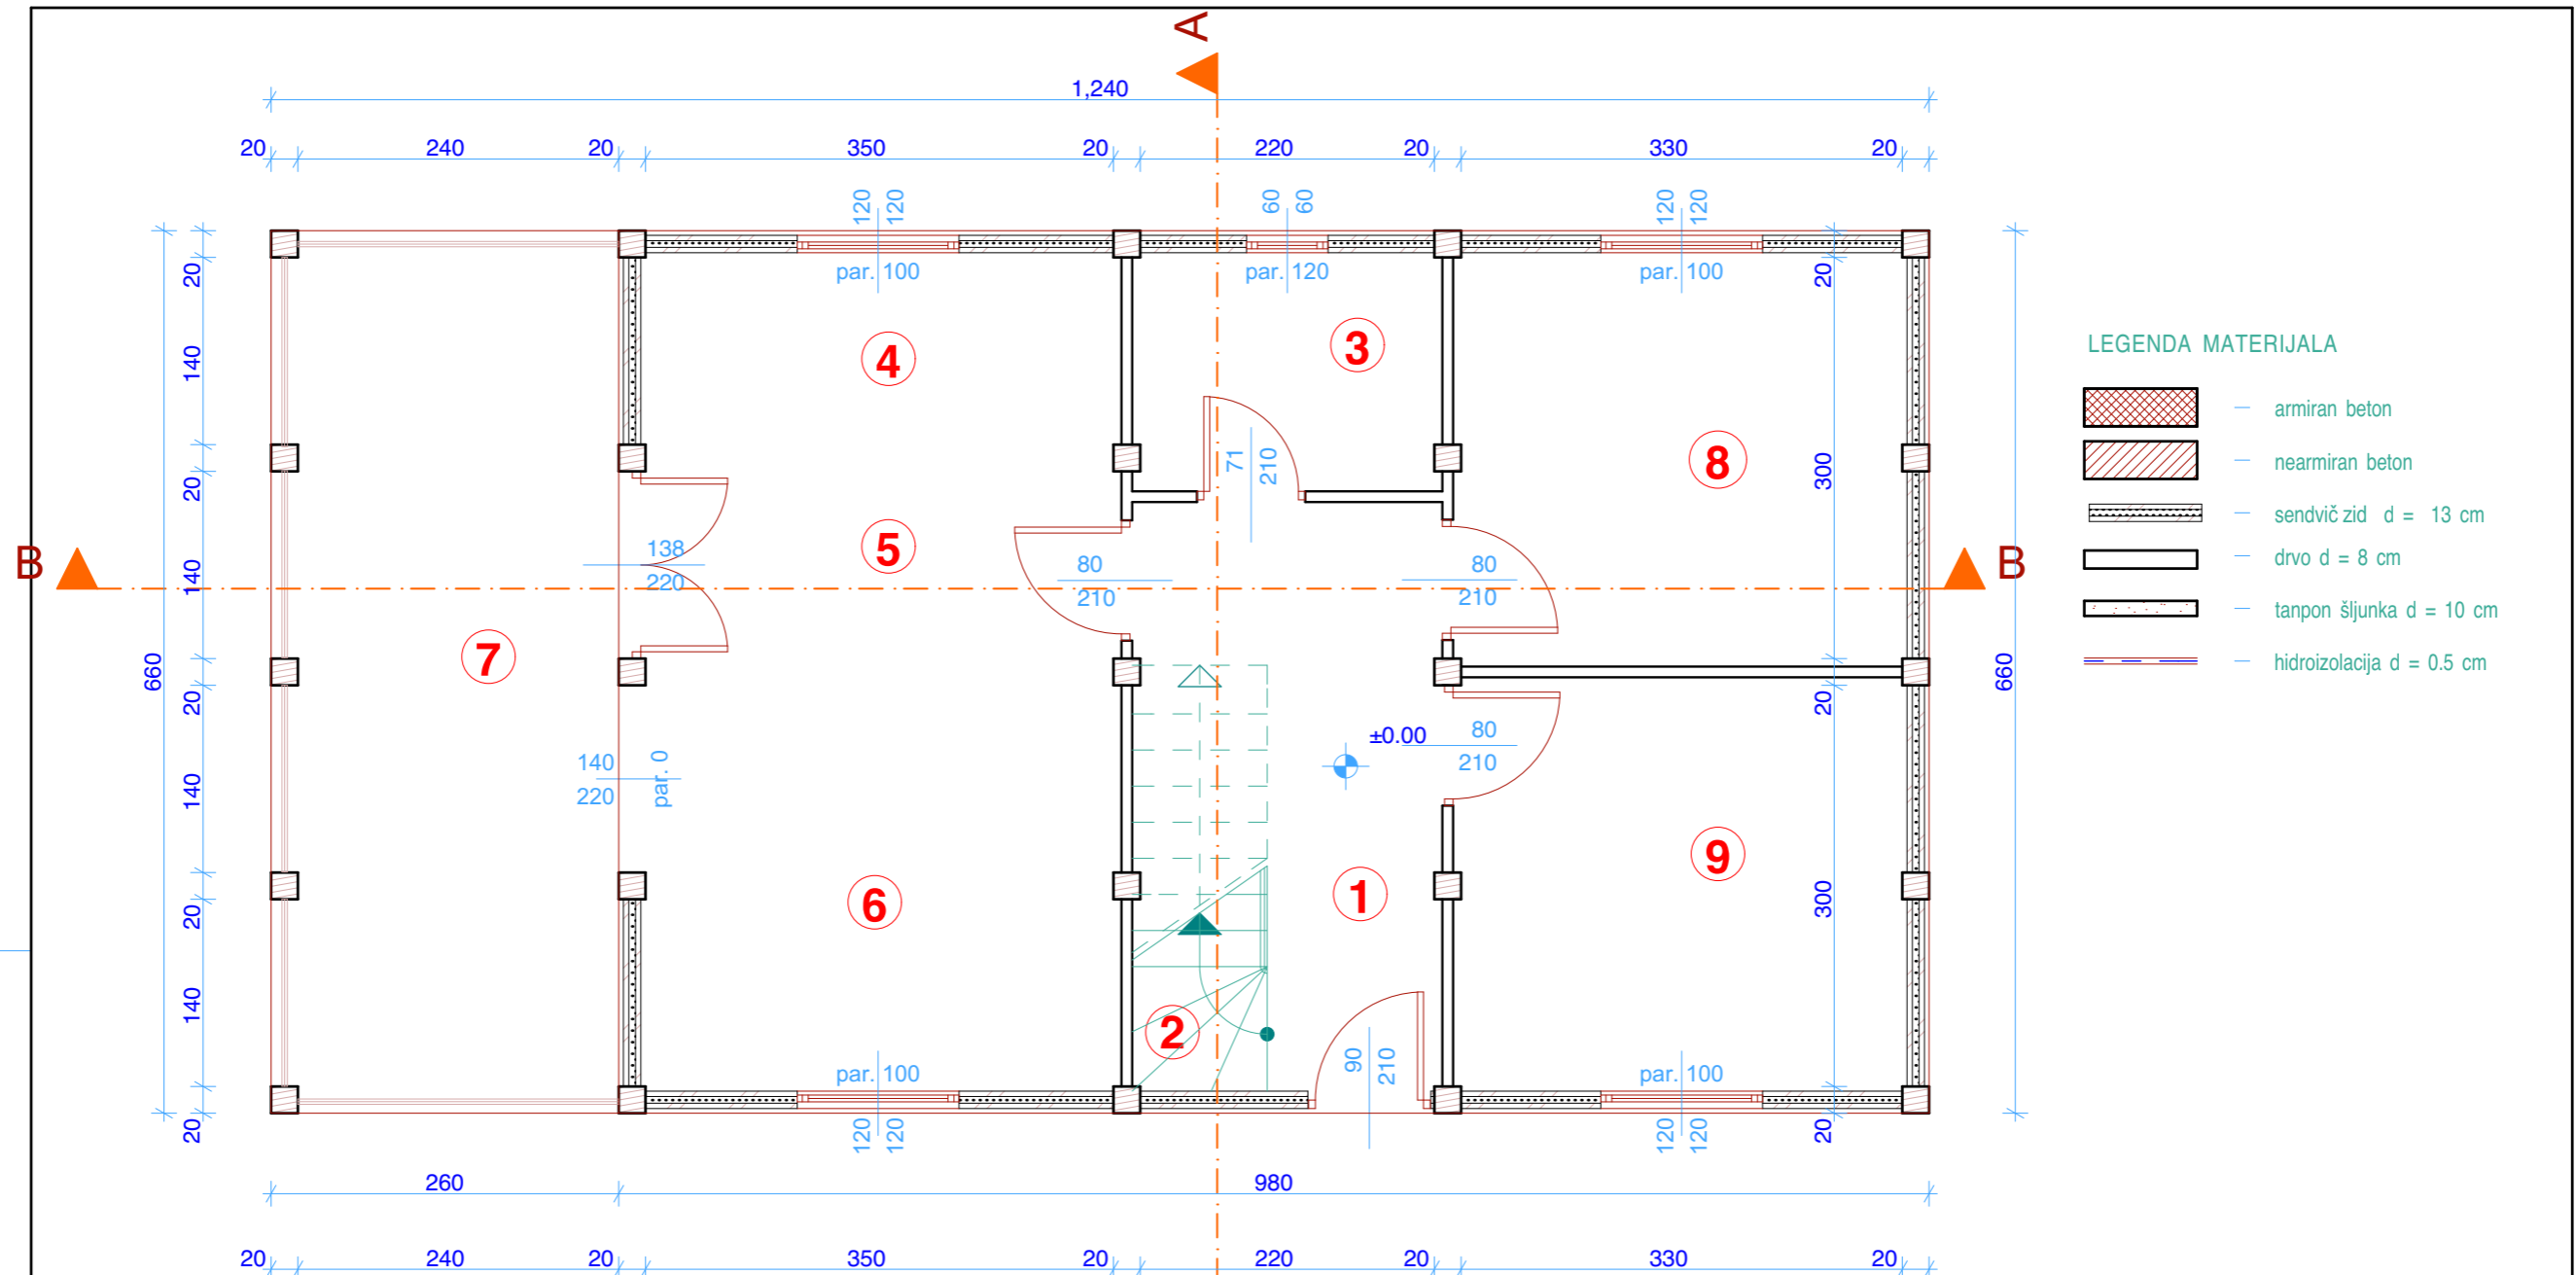 A
1,240
20 240 20 350 20 220 20 330 20
120 120 60 60 120 120
par. 100 par. 120 par. 100
20 20
140 4 3
LEGENDA MATERIJALA
armiran beton
nearmiran beton
sendvič zid d = 13 cm
drvo d = 8 cm
tanpon šljunka d = 10 cm
hidroizolacija d = 0.5 cm
71 210 8 300
20
B 138 220 5 80 210 80 210 B
140
7
660 660
20 20
±0.00 80 210
140 140 220 par. 0
9 300
6 1
20
140 2
90 210
par. 100 par. 100
20 20
120 120 120 120
260 980
20 240 20 350 20 220 20 330 20